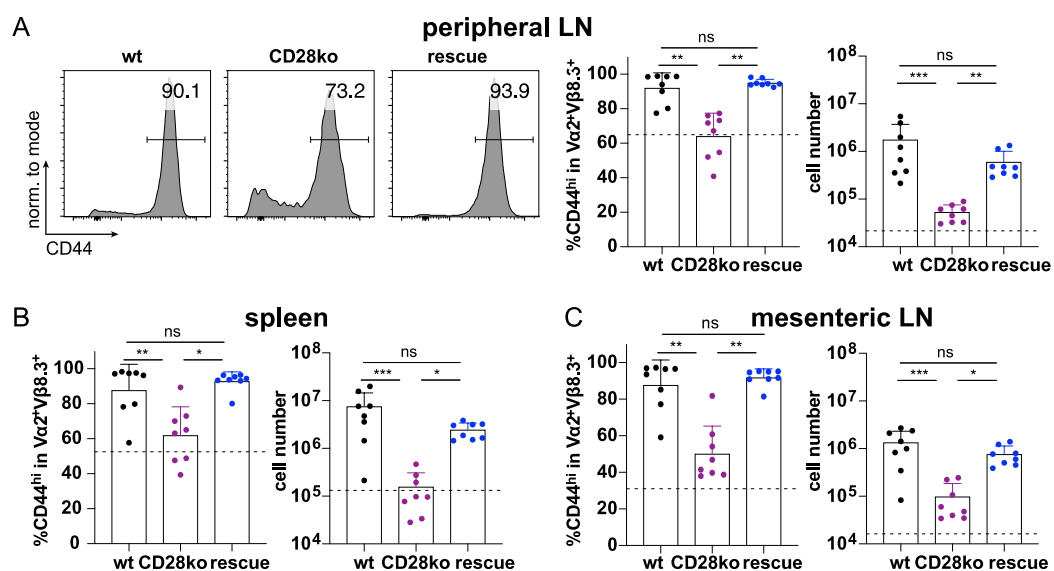 A
peripheral LN
wt
CD28ko
rescue
90.1
73.2
93.9
norm. to mode
CD44
%CD44hi in Vα2+Vβ8.3+
100
80
60
40
20
0
ns
**
**
wt CD28ko rescue
cell number
10^8
10^7
10^6
10^5
10^4
ns
***
**
wt CD28ko rescue
B
spleen
%CD44hi in Vα2+Vβ8.3+
100
80
60
40
20
0
ns
**
*
wt CD28ko rescue
cell number
10^8
10^7
10^6
10^5
10^4
ns
***
*
wt CD28ko rescue
C
mesenteric LN
%CD44hi in Vα2+Vβ8.3+
100
80
60
40
20
0
ns
**
**
wt CD28ko rescue
cell number
10^8
10^7
10^6
10^5
10^4
ns
***
*
wt CD28ko rescue